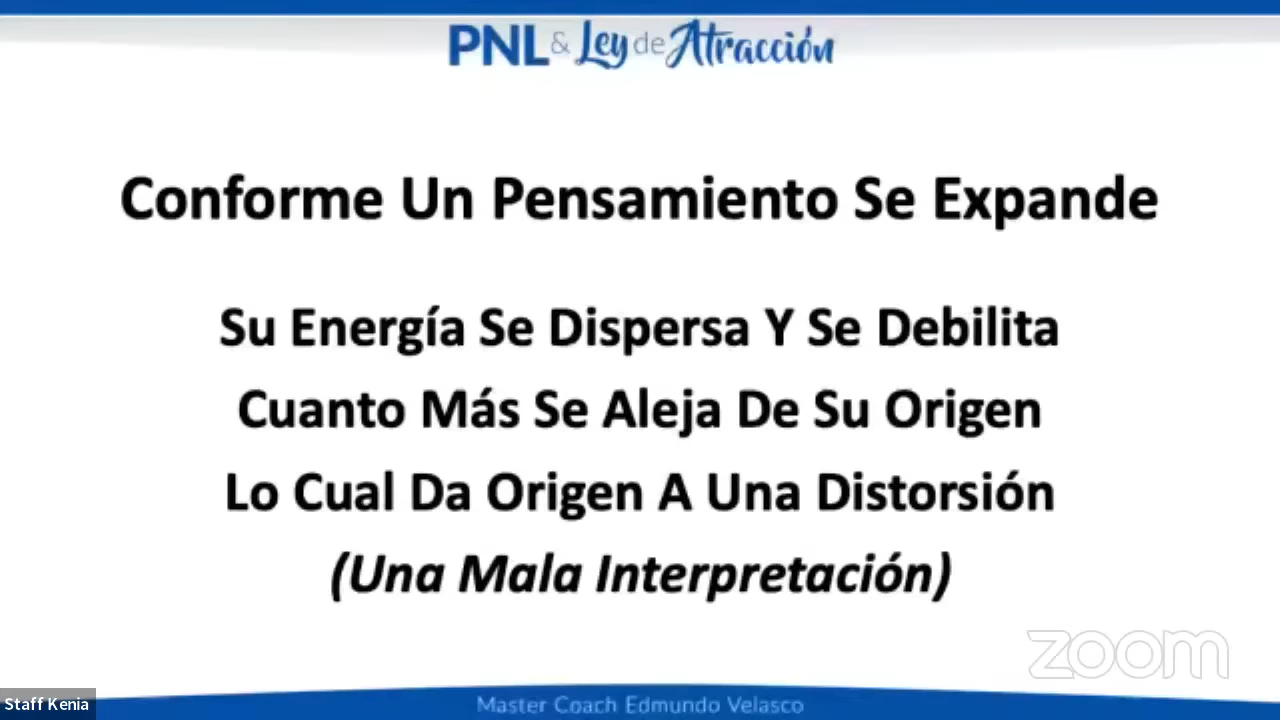 PNL & Ley de Atracción
Conforme Un Pensamiento Se Expande
Su Energía Se Dispersa Y Se Debilita
Cuanto Más Se Aleja De Su Origen
Lo Cual Da Origen A Una Distorsión
(Una Mala Interpretación)
zoom
Staff Kenia
Master Coach Edmundo Velasco